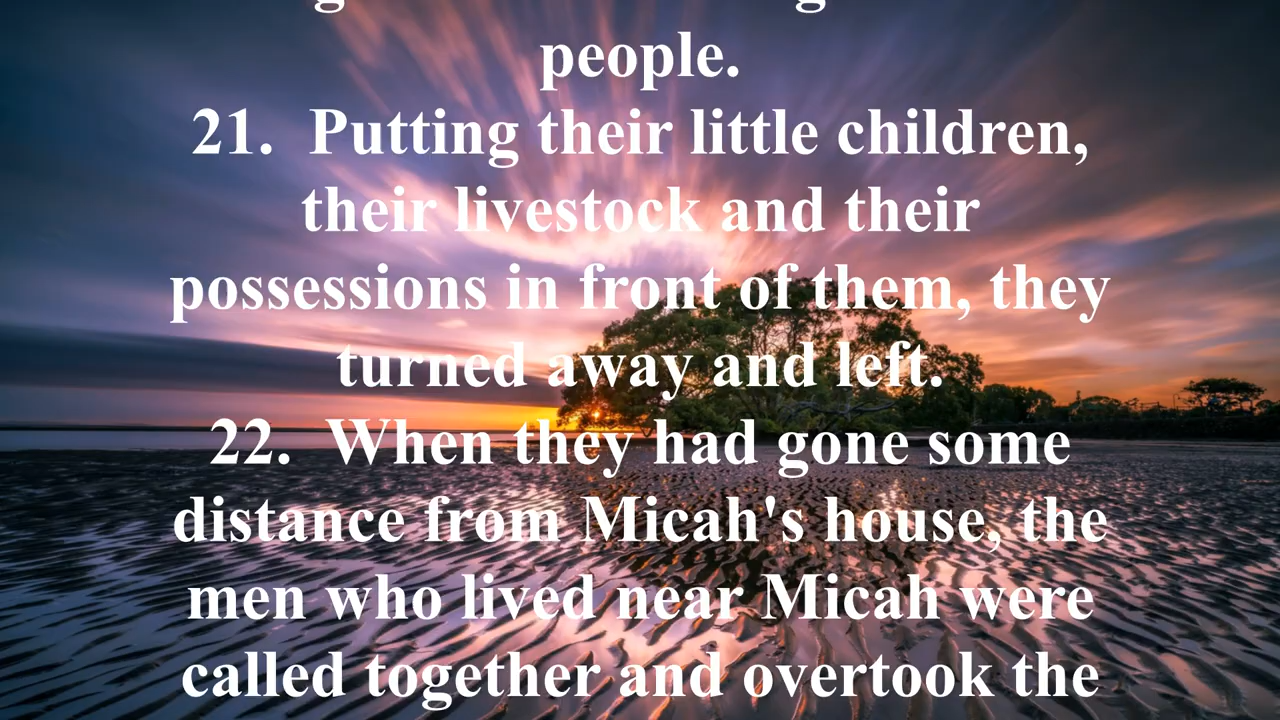 people.
21. Putting their little children,
their livestock and their
possessions in front of them, they
turned away and left.
22. When they had gone some
distance from Micah's house, the
men who lived near Micah were
called together and overtook the